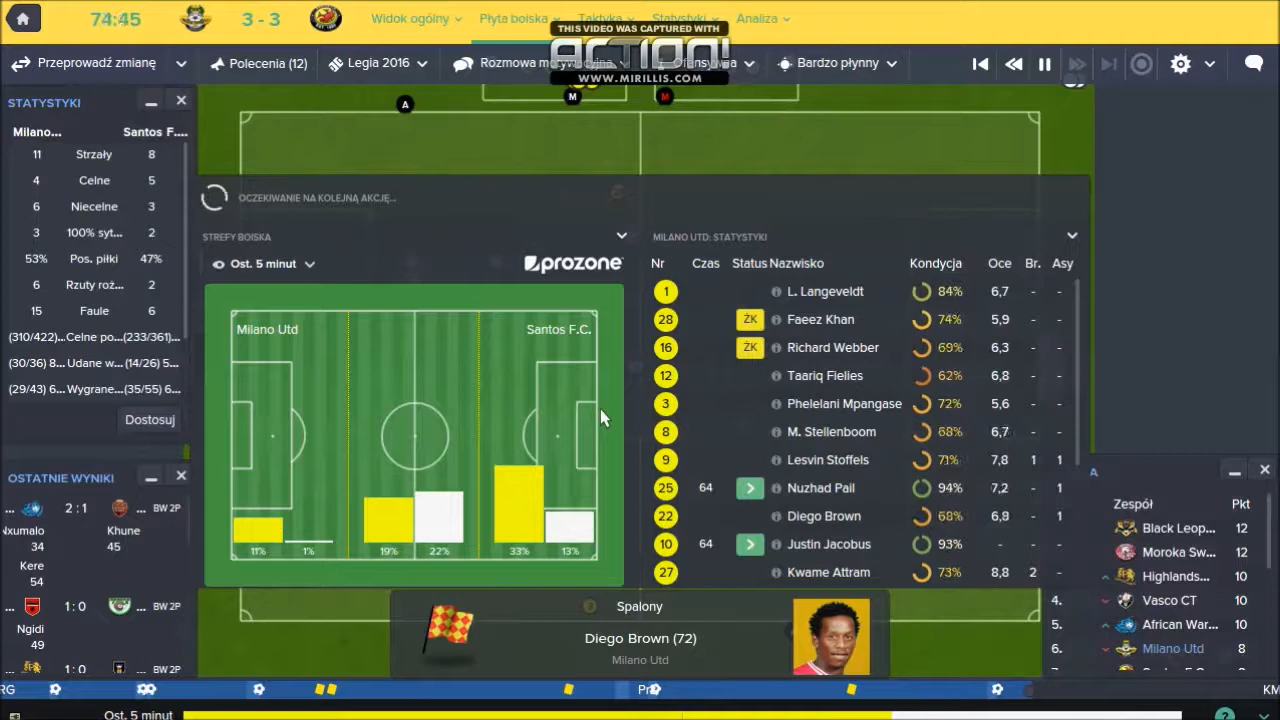 74:45
3 - 3
Widok ogólny
Płyta boiska
Taktyka
Statystyki
Analiza
THIS VIDEO WAS CAPTURED WITH
ACTION!
WWW.MIRILLIS.COM
Przeprowadź zmianę
Polecenia (12)
Legia 2016
Rozmowa motywacyjna
Ofensywna
Bardzo płynny
A
M
M
STATYSTYKI
Milano... Santos F....
11 Strzały 8
4 Celne 5
6 Niecelne 3
3 100% syt... 2
53% Pos. piłki 47%
6 Rzuty roż... 2
15 Faule 6
(310/422)... Celne po... (233/361)...
(30/36) 8... Udane w... (14/26) 5...
(29/43) 6... Wygrane... (35/55) 6...
Dostosuj
OCZEKIWANIE NA KOLEJNĄ AKCJĘ...
STREFY BOISKA
Ost. 5 minut
prozone
Milano Utd
Santos F.C.
11% 1% 19% 22% 33% 13%
MILANO UTD: STATYSTYKI
Nr Czas Status Nazwisko Kondycja Oce Br. Asy
1 L. Langeveldt 84% 6,7 - -
28 ŻK Faeez Khan 74% 5,9 - -
16 ŻK Richard Webber 69% 6,3 - -
12 Taariq Fielies 62% 6,8 - -
3 Phelelani Mpangase 72% 5,6 - -
8 M. Stellenboom 68% 6,7 - -
9 Lesvin Stoffels 71% 7,8 1 1
25 64 Nuzhad Pail 94% 7,2 - 1
22 Diego Brown 68% 6,8 - 1
10 64 Justin Jacobus 93% - - -
27 Kwame Attram 73% 8,8 2 -
OSTATNIE WYNIKI
... 2 : 1 ... BW 2P
Nxumalo Khune
34 45
Kere
54
... 1 : 0 ... BW 2P
Ngidi
49
... 1 : 0 ... BW 2P
Spalony
Diego Brown (72)
Milano Utd
A
Zespół Pkt
Black Leop... 12
Moroka Sw... 12
Highlands... 10
4. Vasco CT 10
5. African War... 10
6. Milano Utd 8
RG
KM
Ost. 5 minut
?